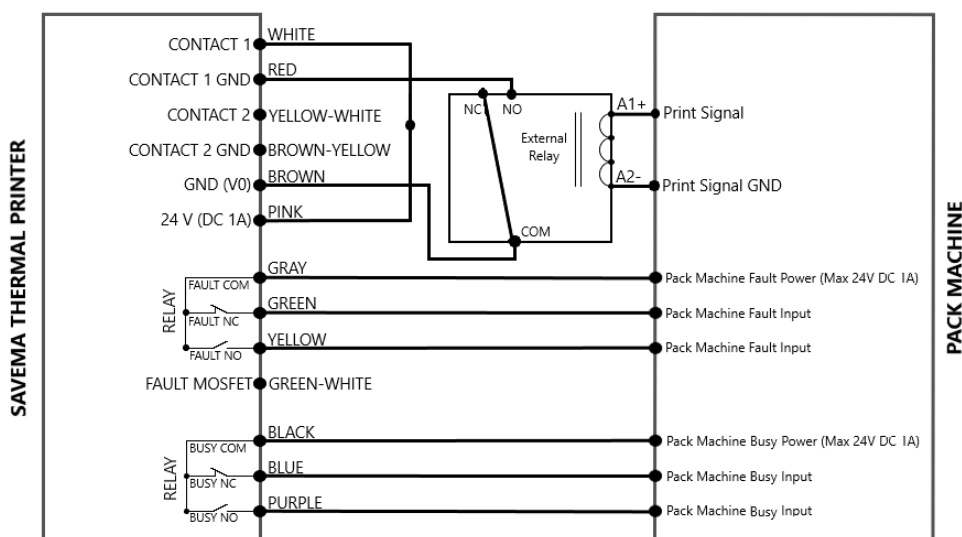 SAVEMA THERMAL PRINTER
CONTACT 1
WHITE
CONTACT 1 GND
RED
CONTACT 2
YELLOW-WHITE
CONTACT 2 GND
BROWN-YELLOW
GND (V0)
BROWN
24 V (DC 1A)
PINK
NC
NO
External
Relay
COM
A1+
Print Signal
A2-
Print Signal GND
RELAY
FAULT COM
GRAY
Pack Machine Fault Power (Max 24V DC 1A)
FAULT NC
GREEN
Pack Machine Fault Input
FAULT NO
YELLOW
Pack Machine Fault Input
FAULT MOSFET
GREEN-WHITE
RELAY
BUSY COM
BLACK
Pack Machine Busy Power (Max 24V DC 1A)
BUSY NC
BLUE
Pack Machine Busy Input
BUSY NO
PURPLE
Pack Machine Busy Input
PACK MACHINE